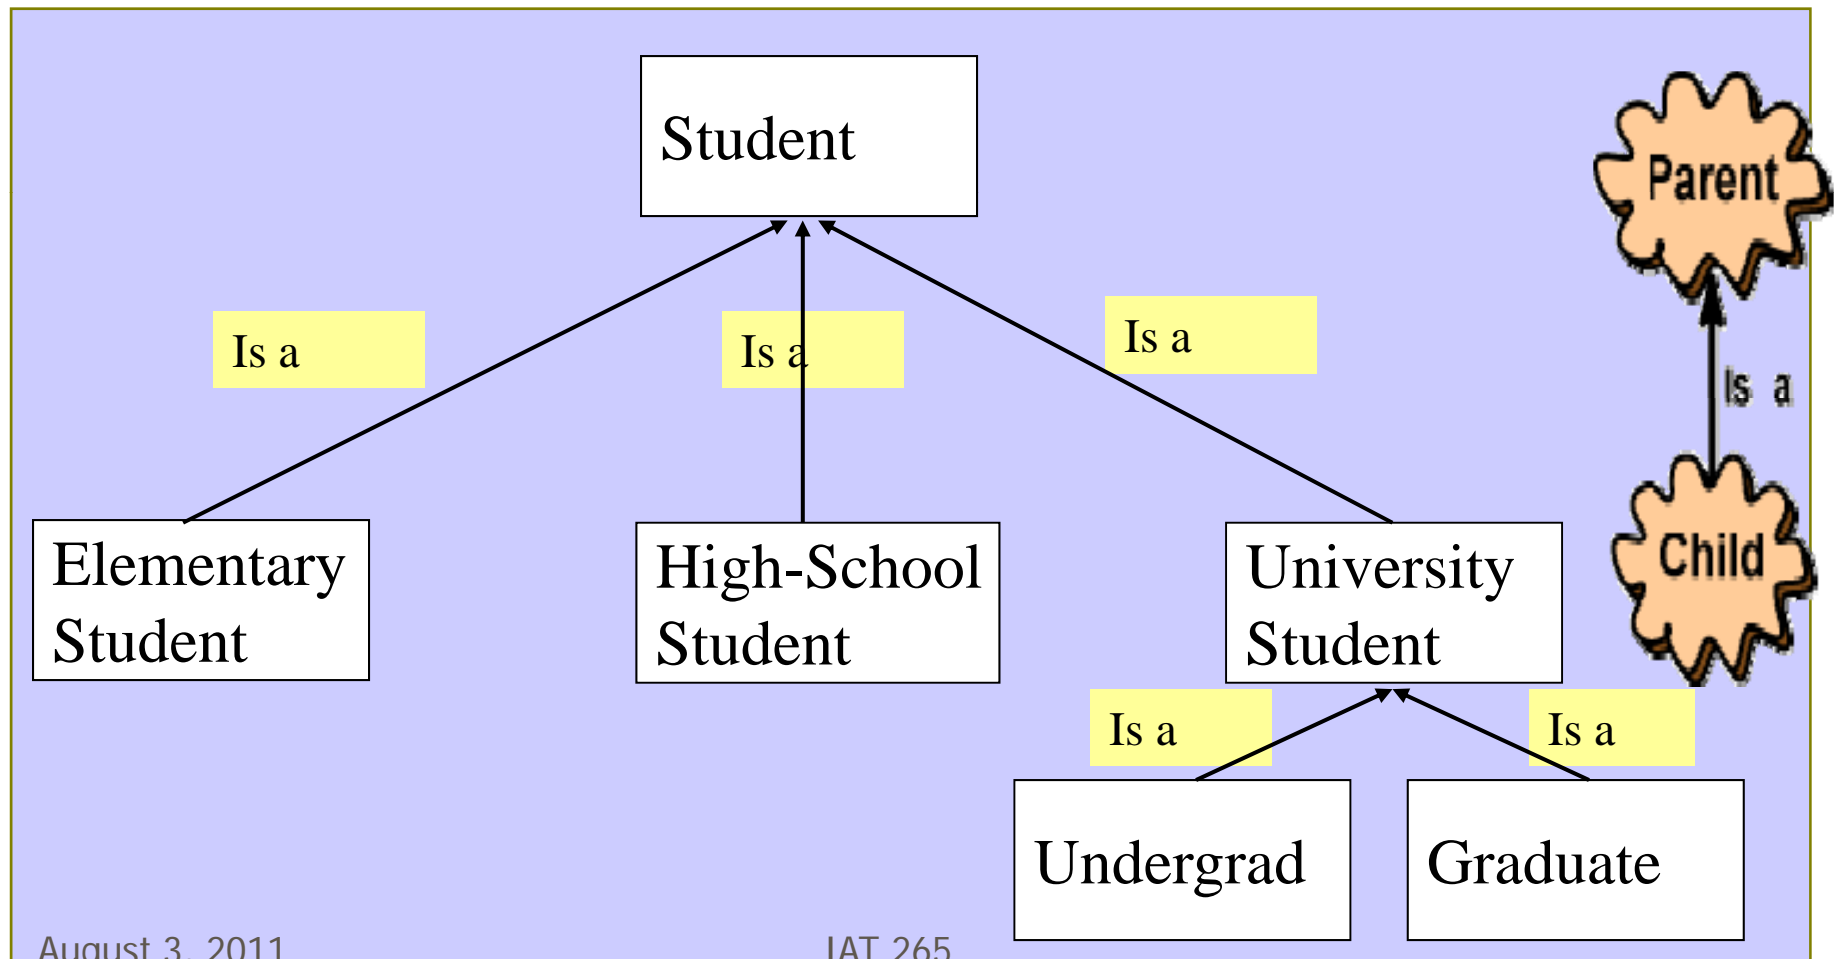 Student
Parent
Is a
Is a
Is a
Is a
Elementary
Student
High-School
Student
University
Student
Child
Is a
Is a
Undergrad
Graduate
August 3, 2011
IAT 265